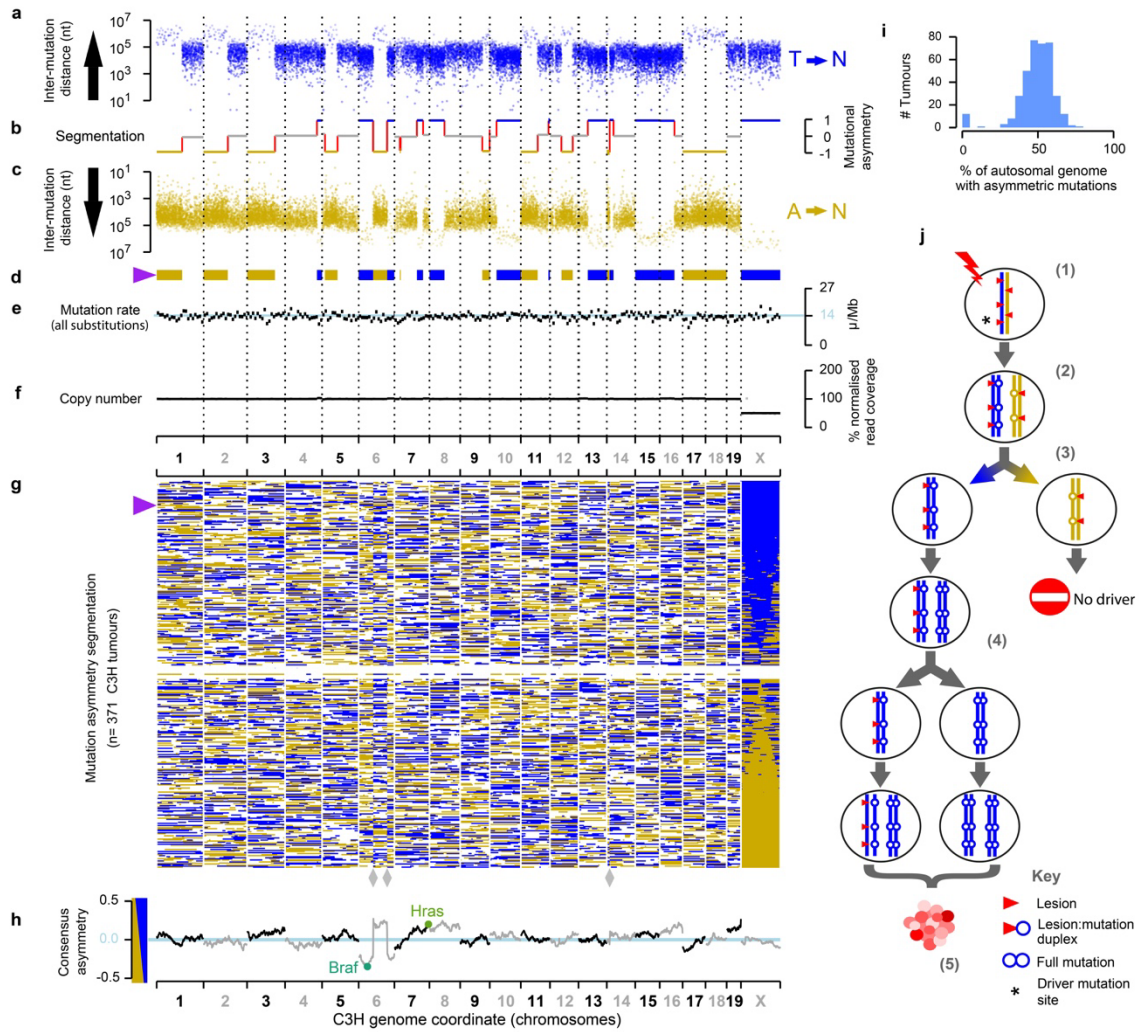 a
Inter-mutation
distance (nt)
10^7
10^5
10^3
10^1
T → N
b
Segmentation
1
0
-1
Mutational
asymmetry
c
Inter-mutation
distance (nt)
10^1
10^3
10^5
10^7
A → N
d
e
Mutation rate
(all substitutions)
27
14
0
μ/Mb
f
Copy number
200
100
0
% normalised
read coverage
1 2 3 4 5 6 7 8 9 10 11 12 13 14 15 16 17 18 19 X
g
Mutation asymmetry segmentation
(n= 371 C3H tumours)
h
Consensus
asymmetry
0.5
0.0
-0.5
Braf
Hras
1 2 3 4 5 6 7 8 9 10 11 12 13 14 15 16 17 18 19 X
C3H genome coordinate (chromosomes)
i
# Tumours
80
40
20
0
0 50 100
% of autosomal genome
with asymmetric mutations
j
(1)
*
(2)
(3)
No driver
(4)
(5)
Key
Lesion
Lesion:mutation
duplex
Full mutation
* Driver mutation
site